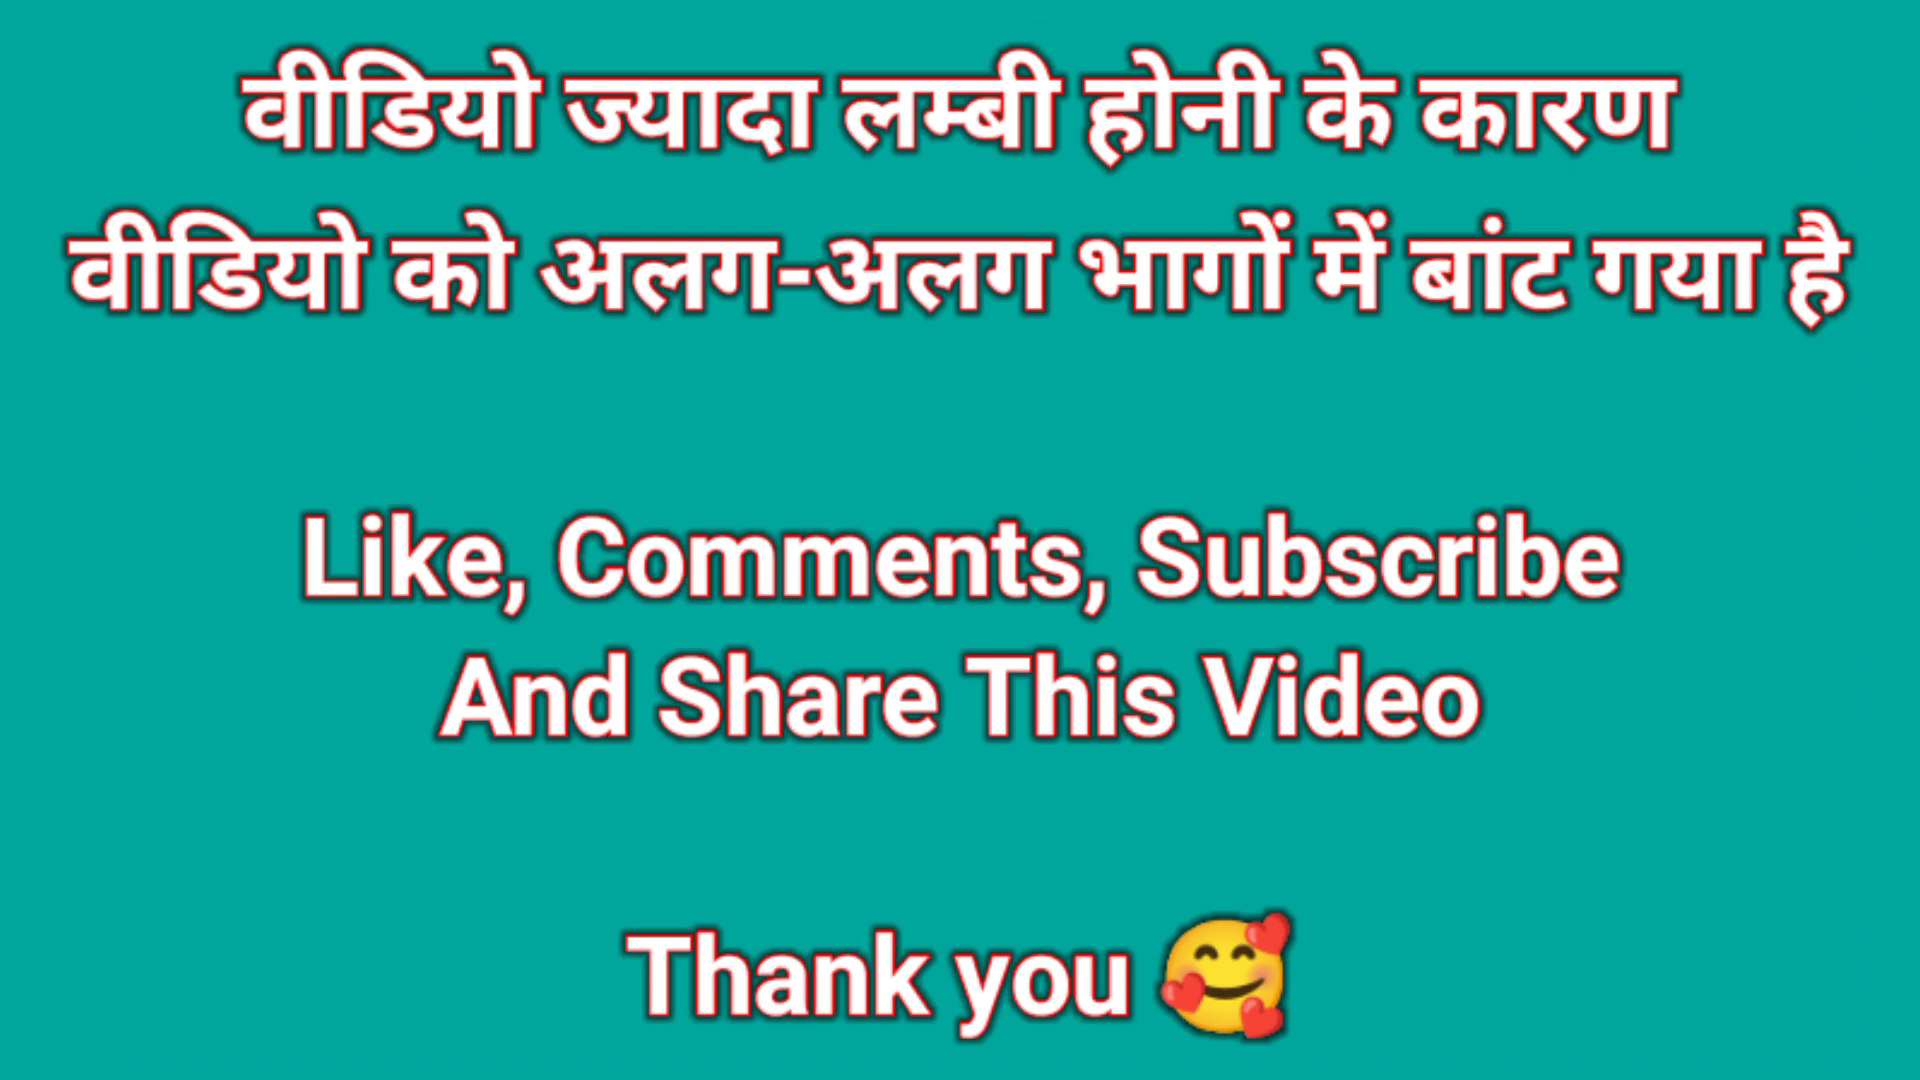 वीडियो ज्यादा लम्बी होनी के कारण
वीडियो को अलग-अलग भागों में बांट गया है
Like, Comments, Subscribe
And Share This Video
Thank you 🥰